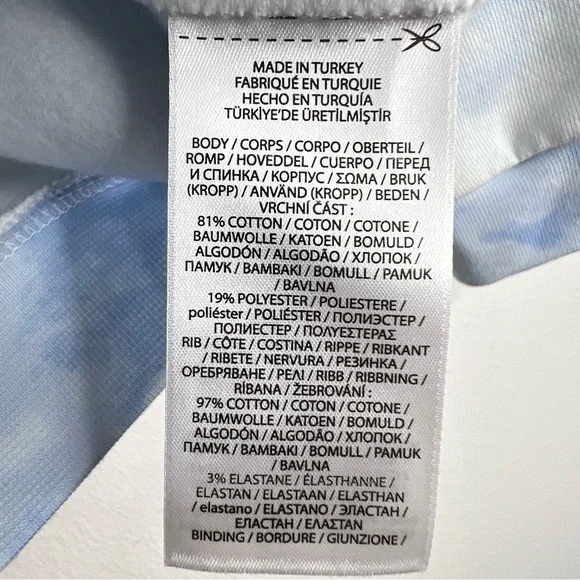 MADE IN TURKEY
FABRIQUÉ EN TURQUIE
HECHO EN TURQUÍA
TÜRKİYE'DE ÜRETİLMİŞTİR
BODY / CORPS / CORPO / OBERTEIL /
ROMP / HOVEDDEL / CUERPO / ПЕРЕД
И СПИНКА / КОРПУС / ΣΩΜΑ / BRUK
(KROPP) / ANVÄND (KROPP) / BEDEN /
VRCHNÍ ČÁST :
81% COTTON / COTON / COTONE /
BAUMWOLLE / KATOEN / BOMULD /
ALGODÓN / ALGODÃO / ХЛОПОК /
ПАМУК / BAMBAKI / BOMULL / PAMUK
/ BAVLNA
19% POLYESTER / POLIESTERE /
poliéster / POLIÉSTER / ПОЛИЭСТЕР /
ПОЛИЕСТЕР / ΠΟΛΥΕΣΤΕΡΑΣ
RIB / CÔTE / COSTINA / RIPPE / RIBKANT
/ RIBETE / NERVURA / РЕЗИНКА /
ОРЕБРЯВАНЕ / ΡΕΛΙ / RIBB / RIBBNING /
RİBANA / ŽEBROVÁNÍ :
97% COTTON / COTON / COTONE /
BAUMWOLLE / KATOEN / BOMULD /
ALGODÓN / ALGODÃO / ХЛОПОК /
ПАМУК / BAMBAKI / BOMULL / PAMUK
/ BAVLNA
3% ELASTANE / ÉLASTHANNE /
ELASTAN / ELASTAAN / ELASTHAN
/ elastano / ELASTANO / ЭЛАСТАН /
ЕЛАСТАН / ΕΛΑΣΤΑΝ
BINDING / BORDURE / GIUNZIONE /